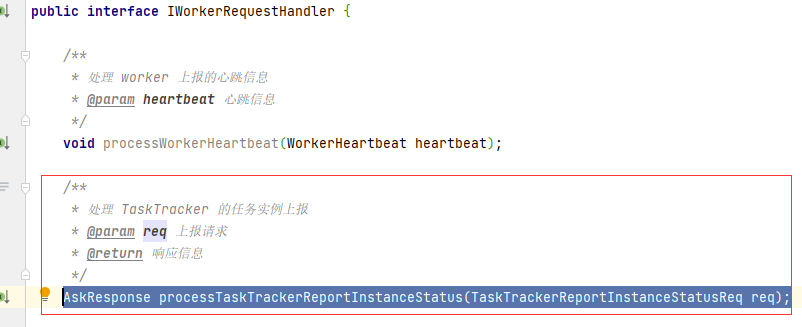 public interface IWorkerRequestHandler {
/**
* 处理 worker 上报的心跳信息
* @param heartbeat 心跳信息
*/
void processWorkerHeartbeat(WorkerHeartbeat heartbeat);
/**
* 处理 TaskTracker 的任务实例上报
* @param req 上报请求
* @return 响应信息
*/
AskResponse processTaskTrackerReportInstanceStatus(TaskTrackerReportInstanceStatusReq req);